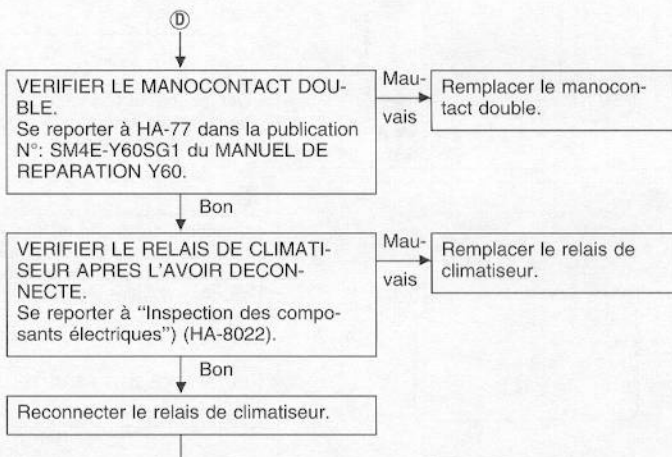 D
VERIFIER LE MANOCONTACT DOU-
BLE.
Se reporter à HA-77 dans la publication
N°: SM4E-Y60SG1 du MANUEL DE
REPARATION Y60.
Mau-
vais
Remplacer le manocon-
tact double.
Bon
VERIFIER LE RELAIS DE CLIMATI-
SEUR APRES L'AVOIR DECON-
NECTE.
Se reporter à “Inspection des compo-
sants électriques”) (HA-8022).
Mau-
vais
Remplacer le relais de
climatiseur.
Bon
Reconnecter le relais de climatiseur.